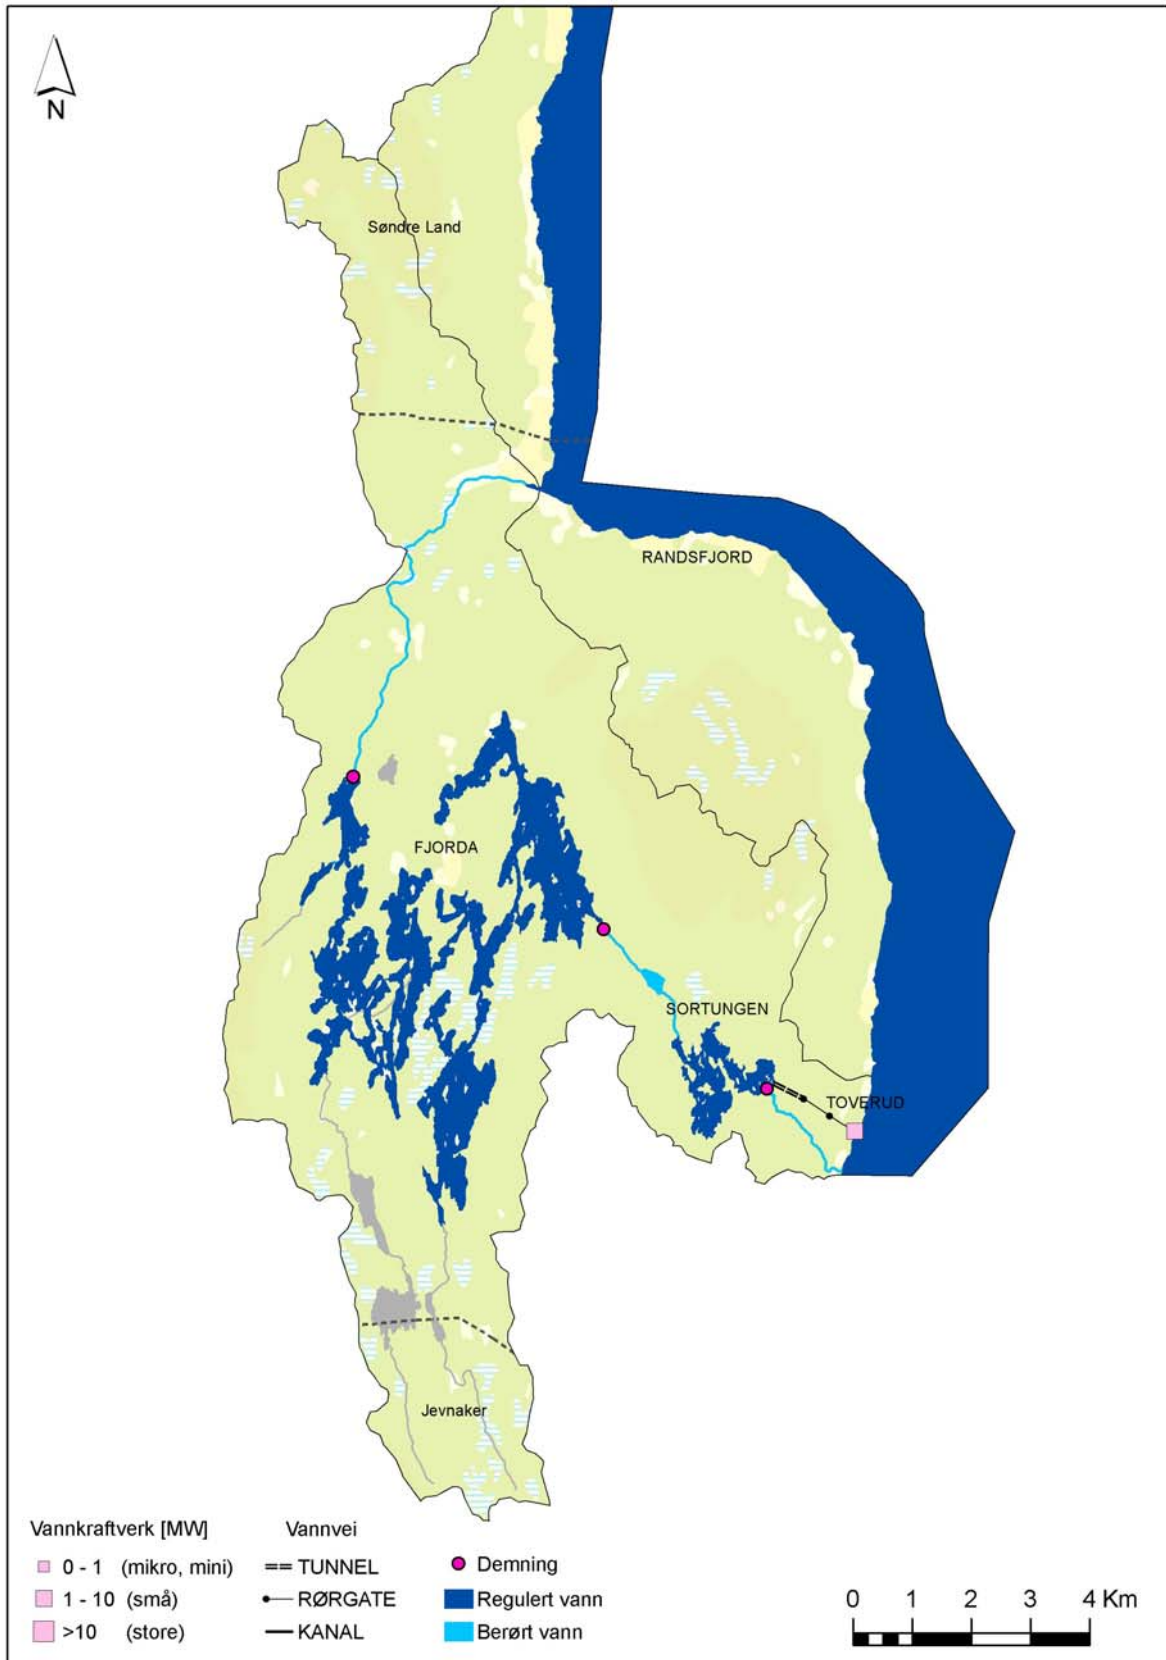 N
Søndre Land
RANDSFJORD
FJORDA
SORTUNGEN
TOVERUD
Jevnaker
Vannkraftverk [MW]
0 - 1 (mikro, mini)
1 - 10 (små)
>10 (store)
Vannvei
TUNNEL
RØRGATE
KANAL
Demning
Regulert vann
Berørt vann
0 1 2 3 4 Km